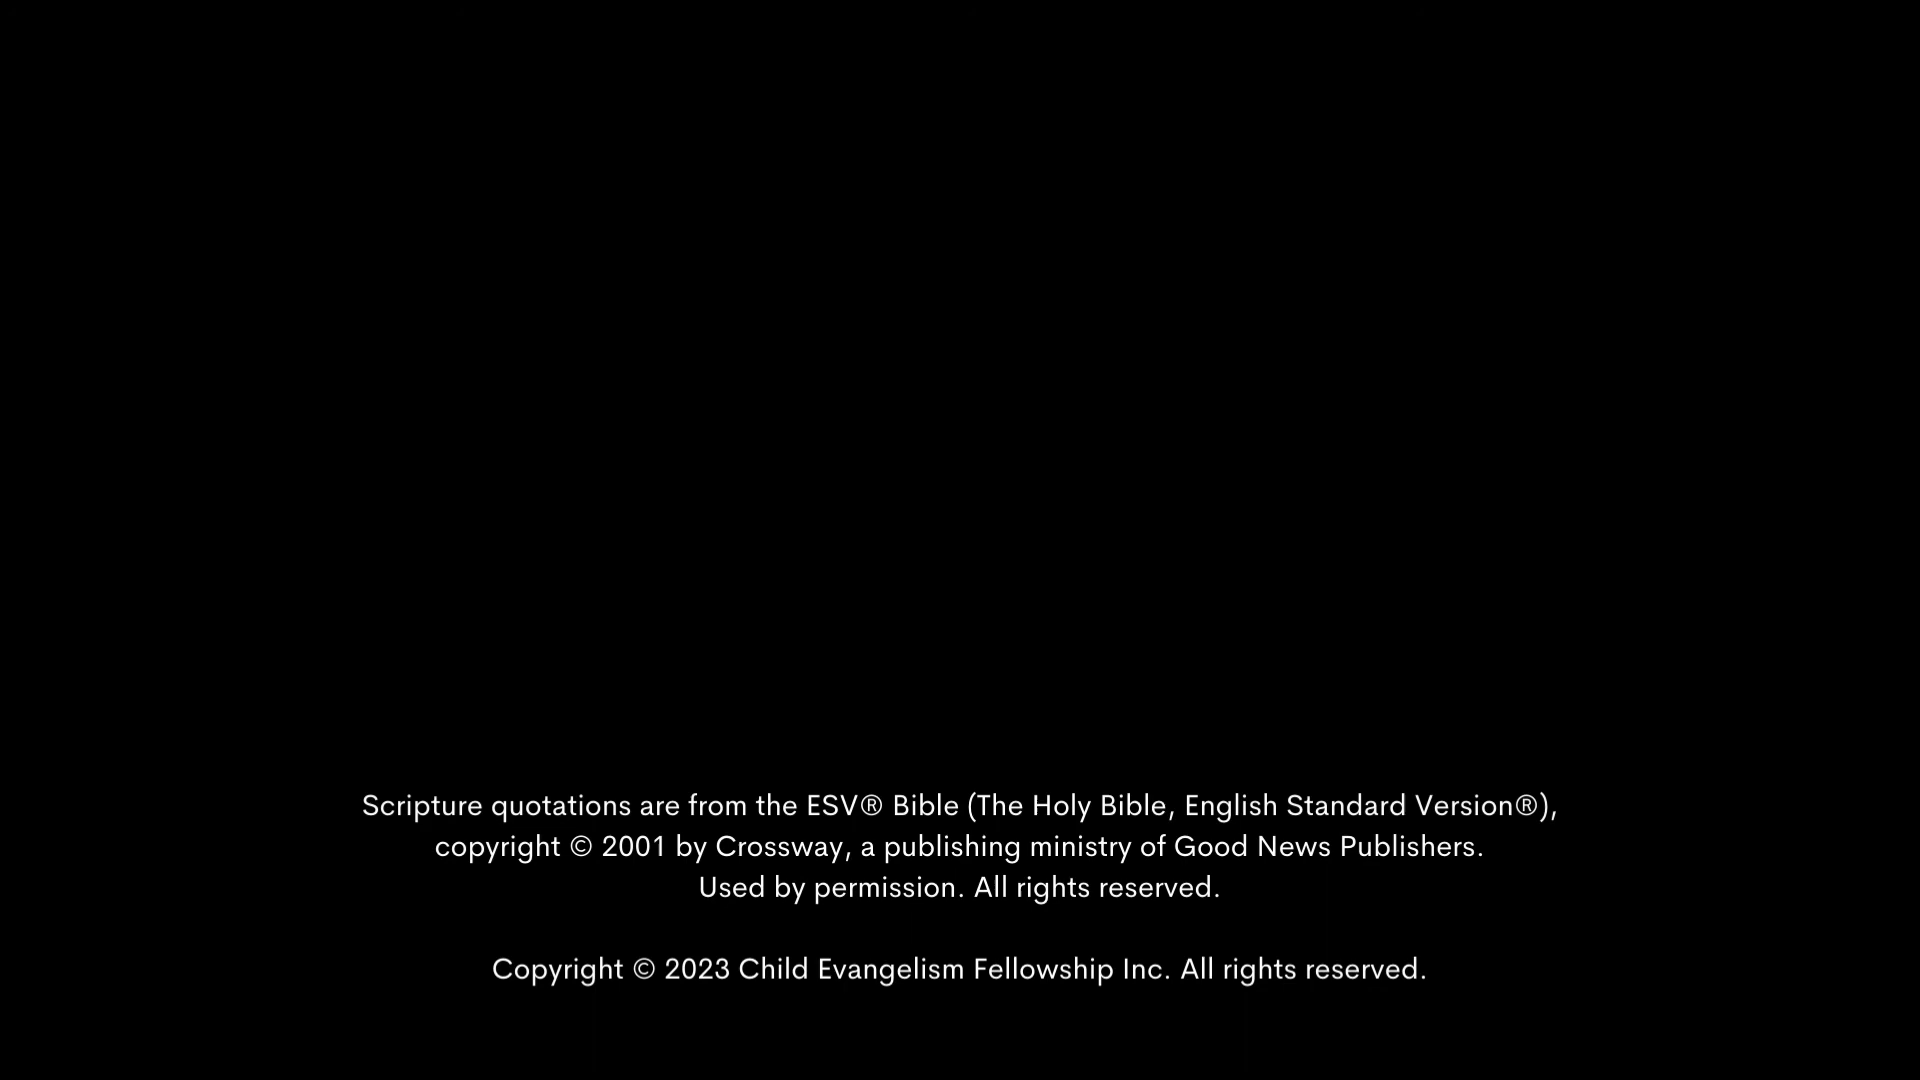 Scripture quotations are from the ESV® Bible (The Holy Bible, English Standard Version®),
copyright © 2001 by Crossway, a publishing ministry of Good News Publishers.
Used by permission. All rights reserved.
Copyright © 2023 Child Evangelism Fellowship Inc. All rights reserved.